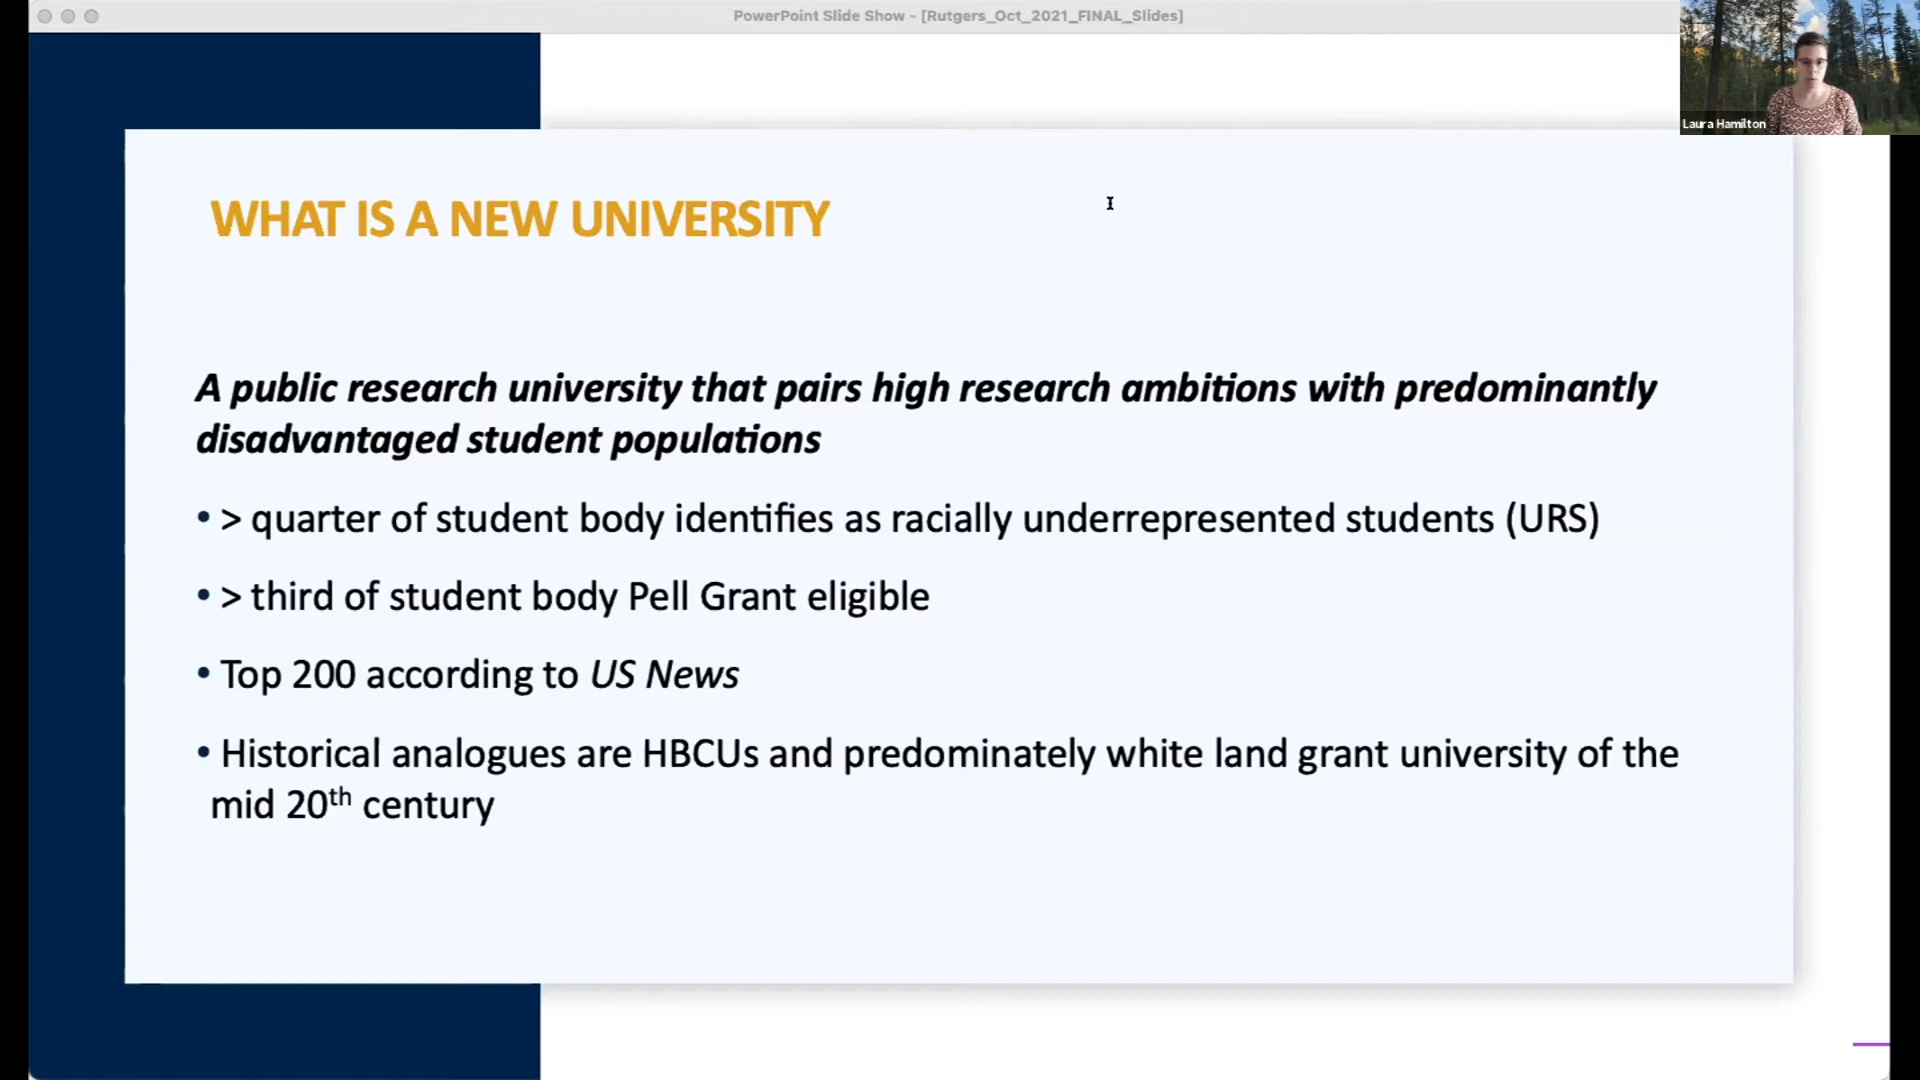 PowerPoint Slide Show - [Rutgers_Oct_2021_FINAL_Slides]
Laura Hamilton
WHAT IS A NEW UNIVERSITY
A public research university that pairs high research ambitions with predominantly
disadvantaged student populations
• > quarter of student body identifies as racially underrepresented students (URS)
• > third of student body Pell Grant eligible
• Top 200 according to US News
• Historical analogues are HBCUs and predominately white land grant university of the
mid 20th century